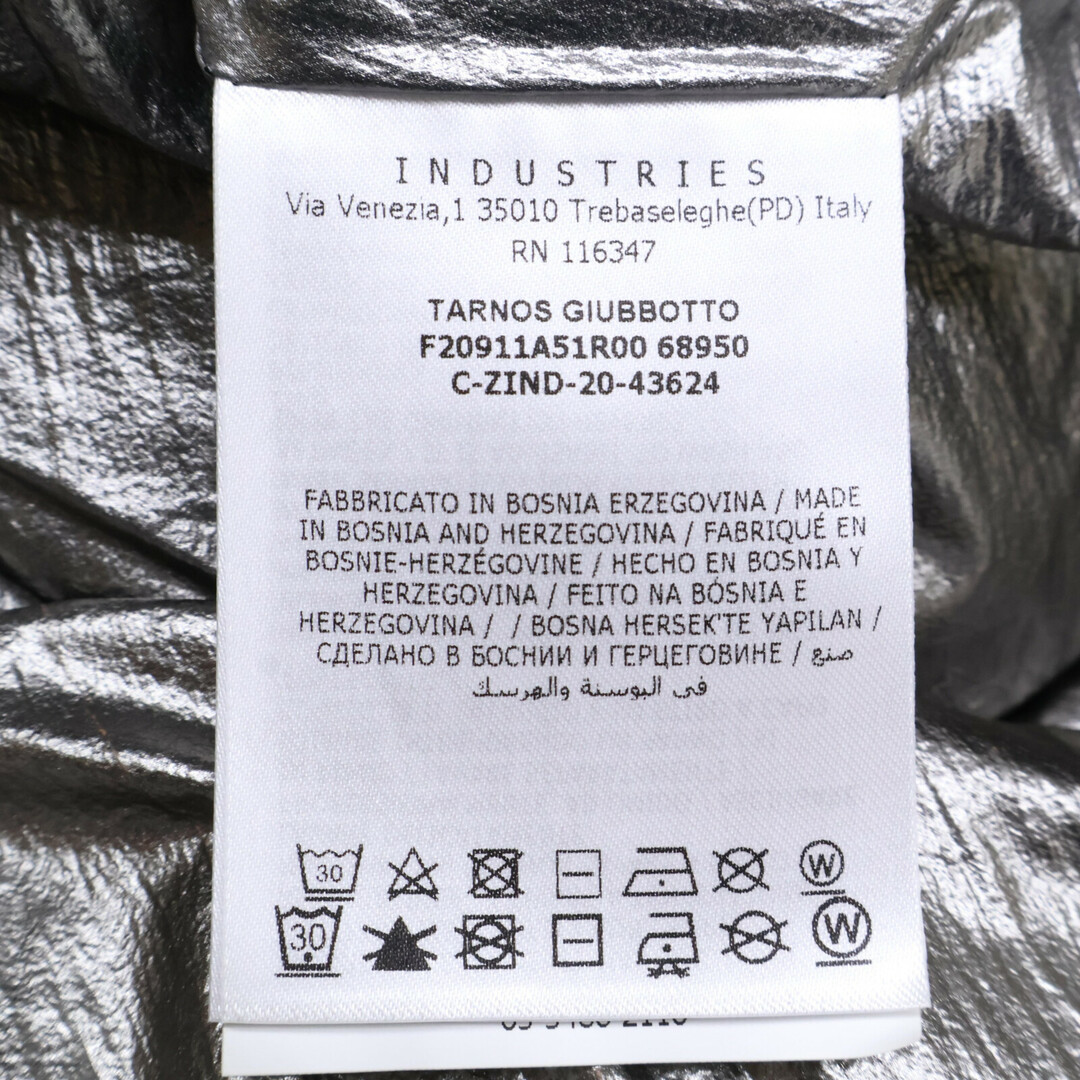 INDUSTRIES
Via Venezia,1 35010 Trebaseleghe(PD) Italy
RN 116347
TARNOS GIUBBOTTO
F20911A51R00 68950
C-ZIND-20-43624
FABBRICATO IN BOSNIA ERZEGOVINA / MADE
IN BOSNIA AND HERZEGOVINA / FABRIQUÉ EN
BOSNIE-HERZÉGOVINE / HECHO EN BOSNIA Y
HERZEGOVINA / FEITO NA BÓSNIA E
HERZEGOVINA / / BOSNA HERSEK'TE YAPILAN /
СДЕЛАНО В БОСНИИ И ГЕРЦЕГОВИНЕ / صنع
في البوسنة والهرسك
30 W
30 W